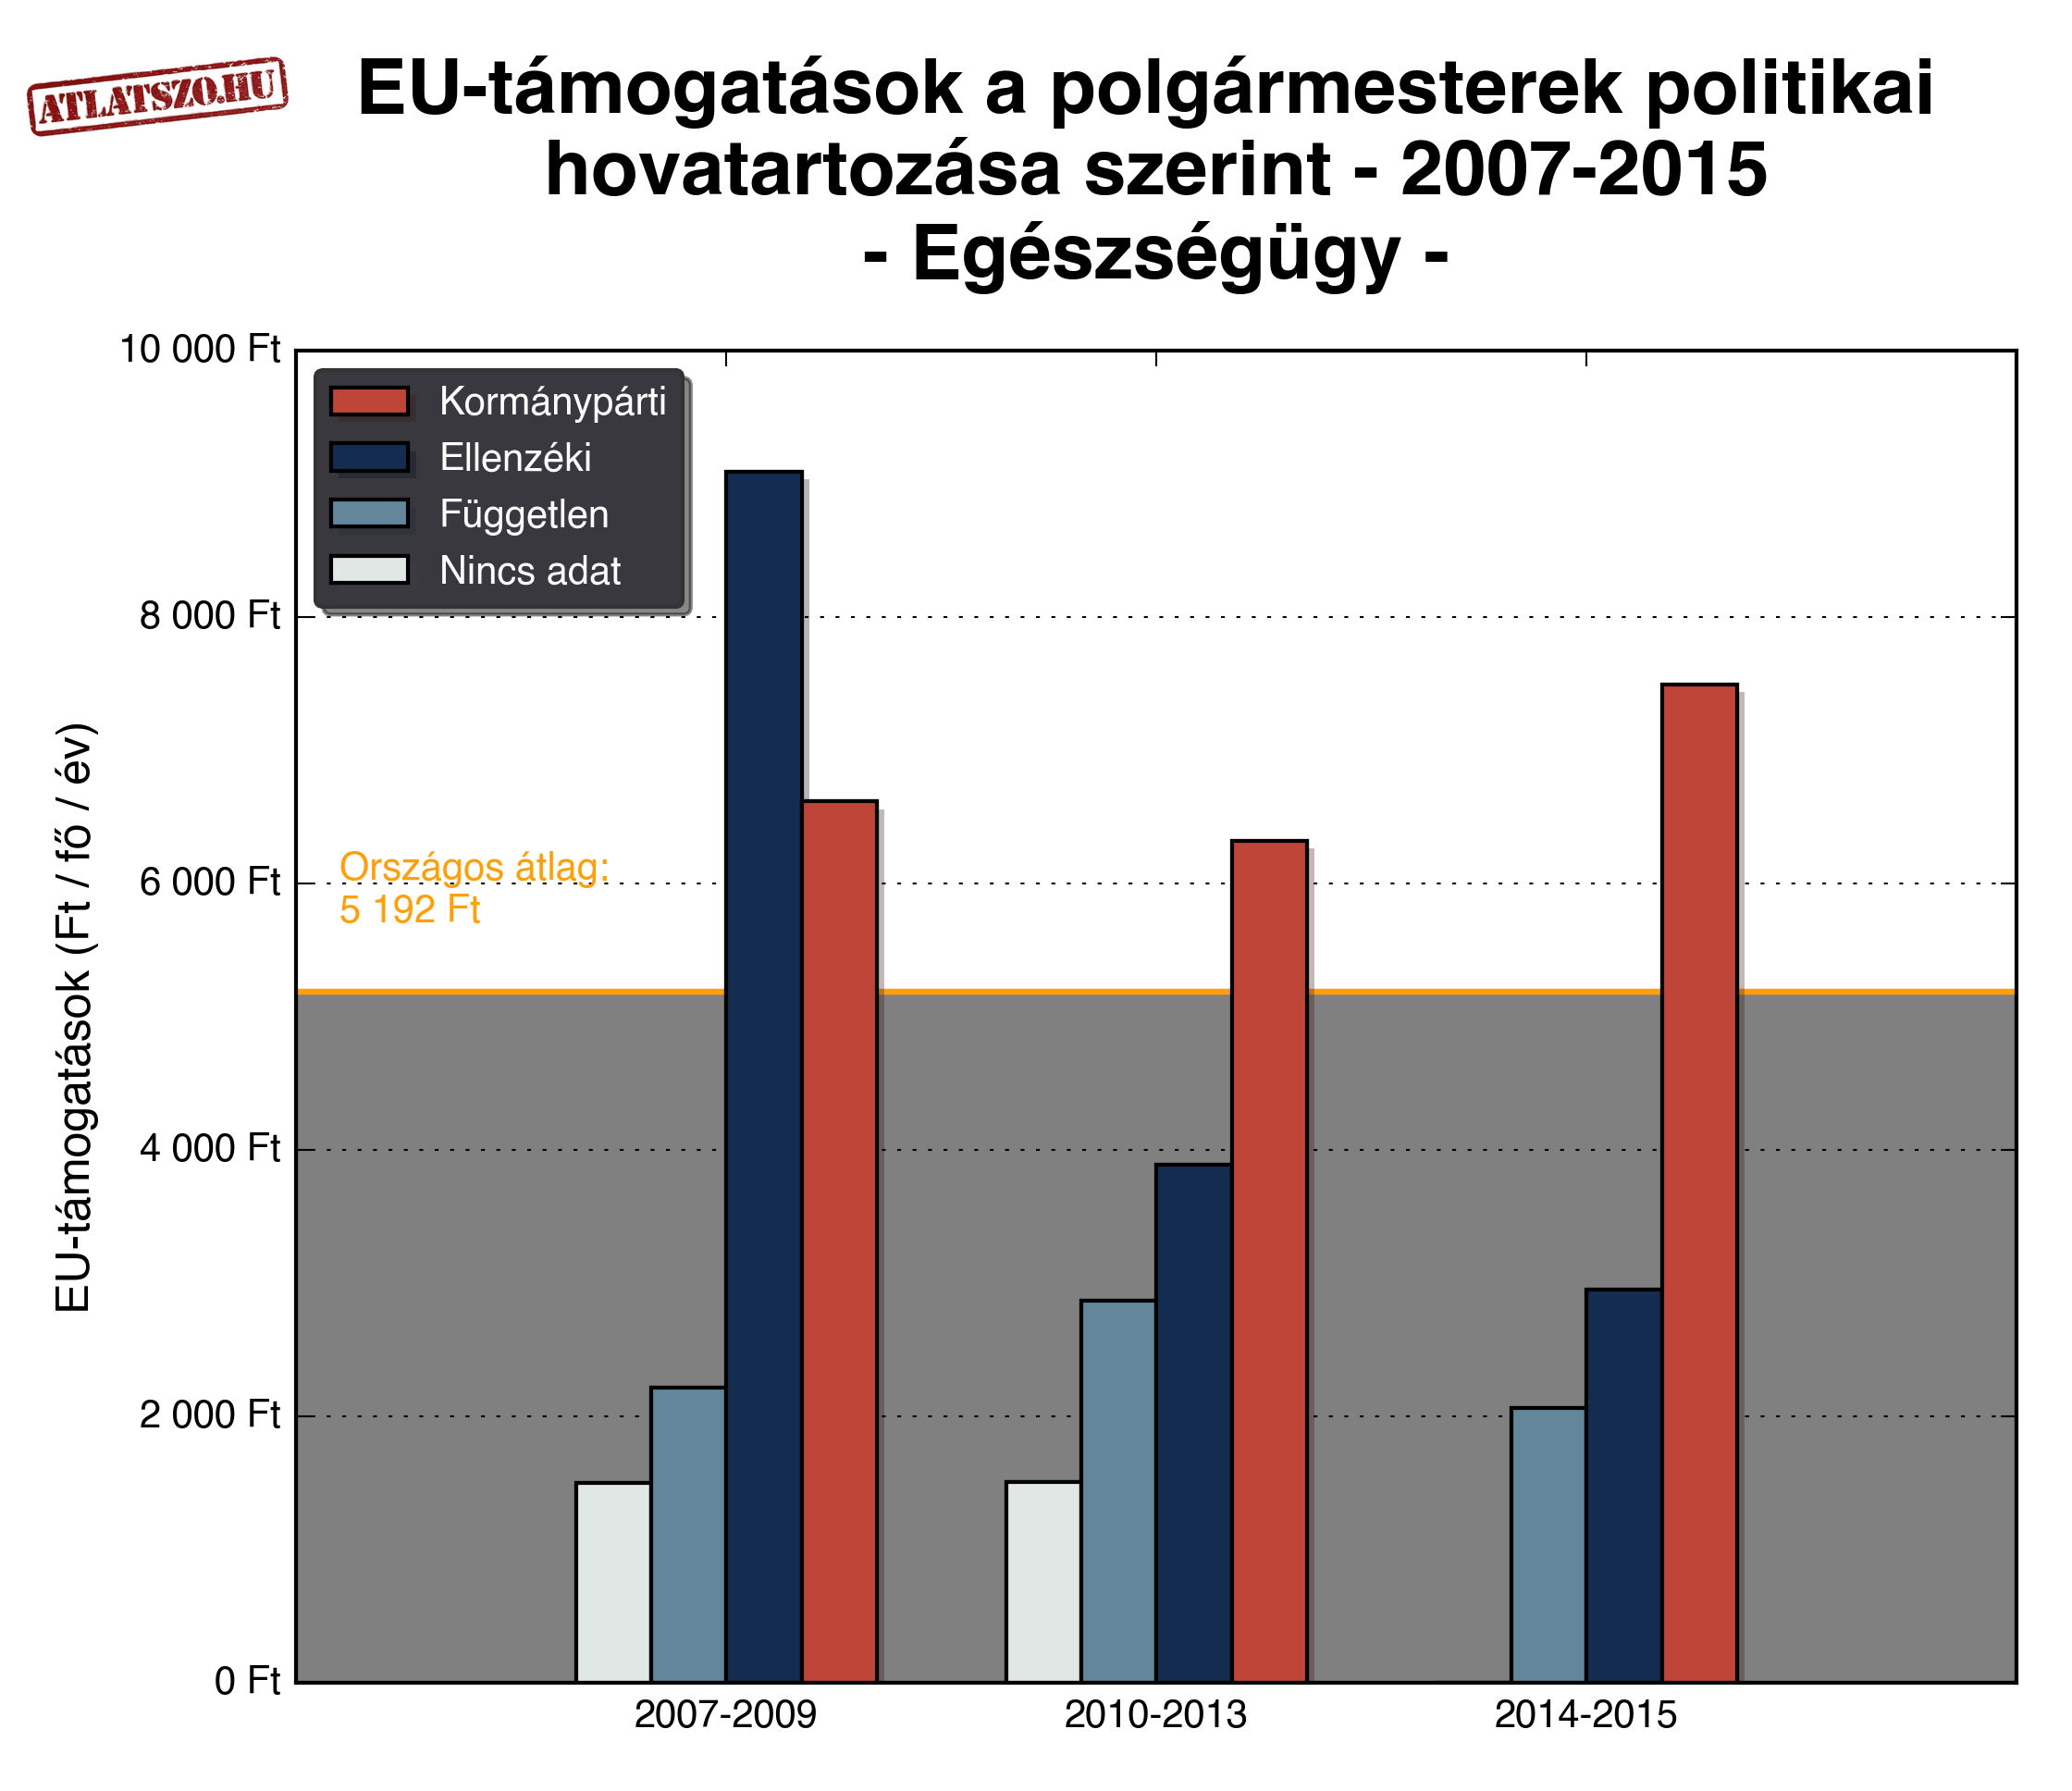 ATLATSZO.HU
EU-támogatások a polgármesterek politikai
hovatartozása szerint - 2007-2015
- Egészségügy -
10 000 Ft
8 000 Ft
6 000 Ft
4 000 Ft
2 000 Ft
0 Ft
EU-támogatások (Ft / fő / év)
Kormánypárti
Ellenzéki
Független
Nincs adat
Országos átlag:
5 192 Ft
2007-2009
2010-2013
2014-2015